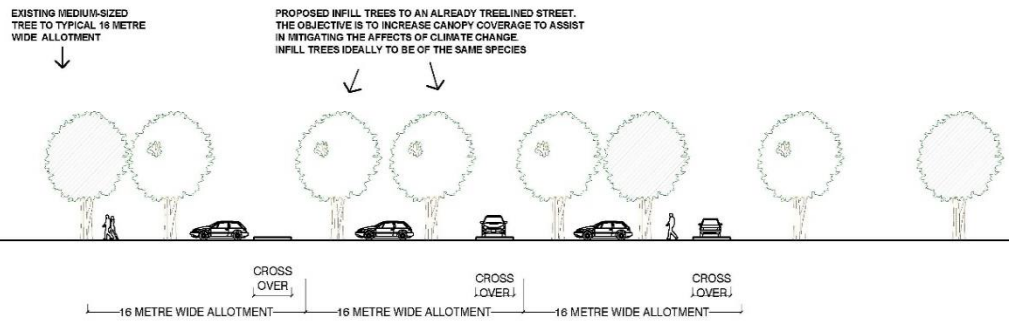 EXISTING MEDIUM-SIZED
TREE TO TYPICAL 16 METRE
WIDE ALLOTMENT
PROPOSED INFILL TREES TO AN ALREADY TREELINED STREET.
THE OBJECTIVE IS TO INCREASE CANOPY COVERAGE TO ASSIST
IN MITIGATING THE AFFECTS OF CLIMATE CHANGE.
INFILL TREES IDEALLY TO BE OF THE SAME SPECIES
CROSS
OVER
CROSS
OVER
CROSS
OVER
16 METRE WIDE ALLOTMENT
16 METRE WIDE ALLOTMENT
16 METRE WIDE ALLOTMENT